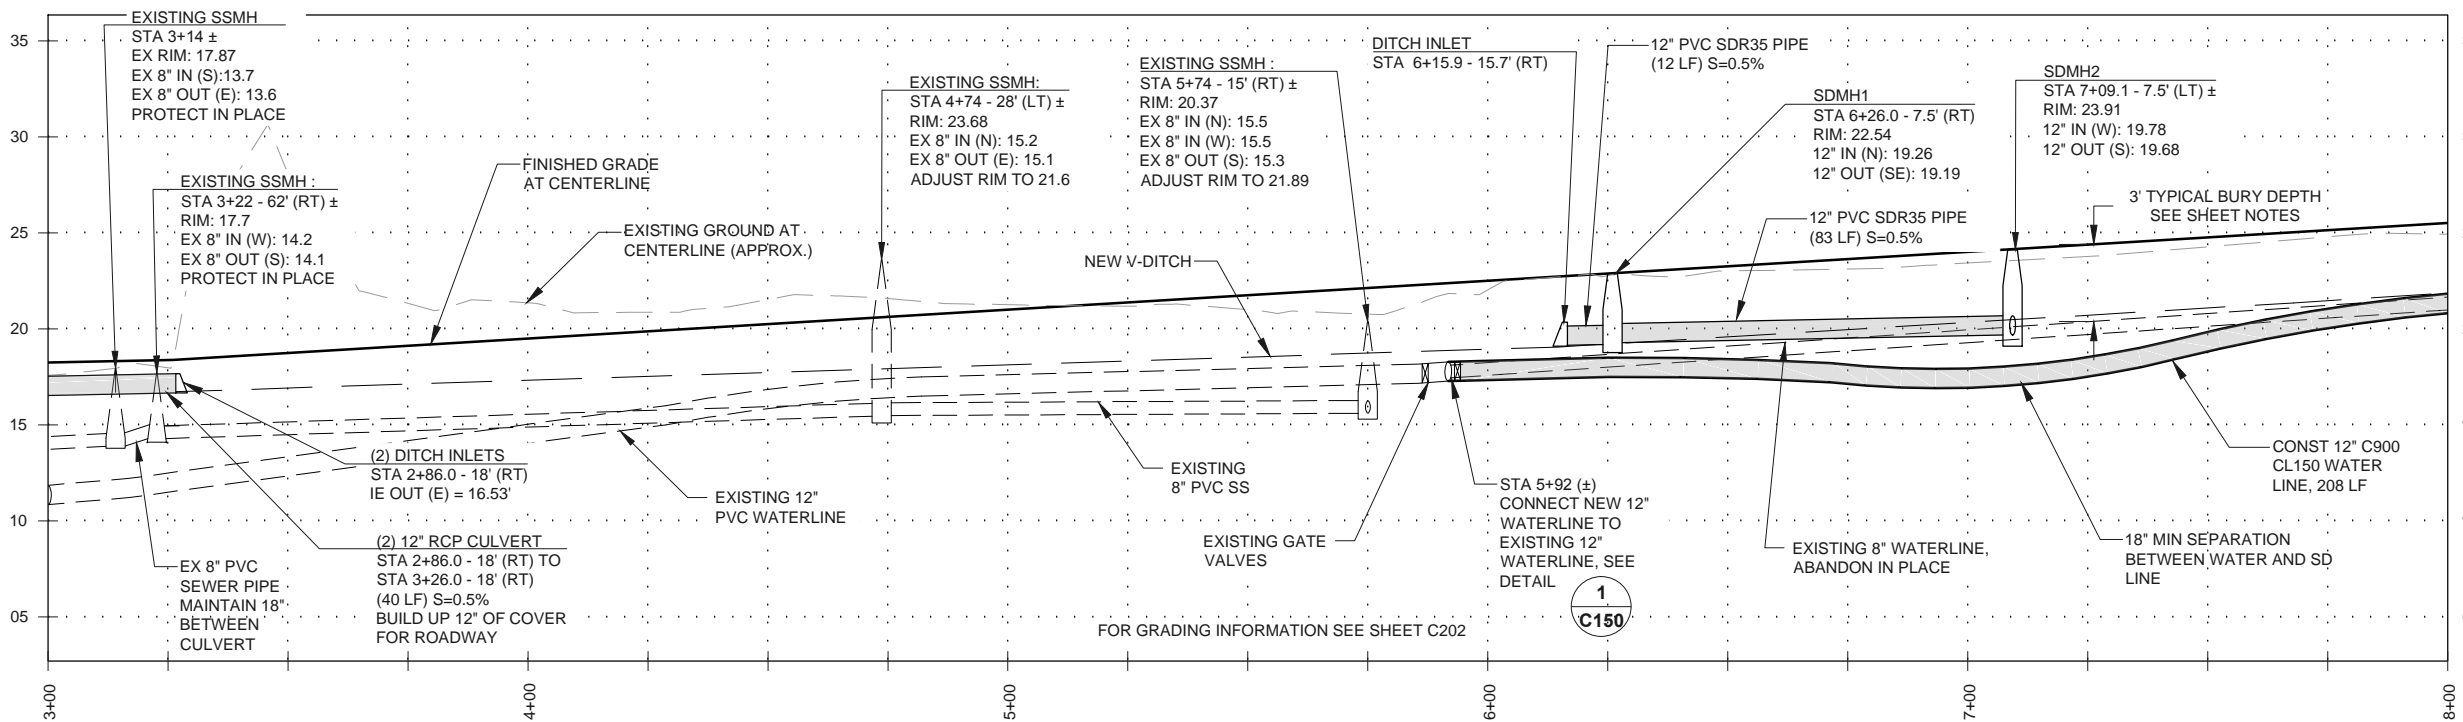 35
30
25
20
15
10
05
EXISTING SSMH
STA 3+14 ±
EX RIM: 17.87
EX 8" IN (S):13.7
EX 8" OUT (E): 13.6
PROTECT IN PLACE
EXISTING SSMH :
STA 3+22 - 62' (RT) ±
RIM: 17.7
EX 8" IN (W): 14.2
EX 8" OUT (S): 14.1
PROTECT IN PLACE
FINISHED GRADE
AT CENTERLINE
EXISTING GROUND AT
CENTERLINE (APPROX.)
EXISTING SSMH:
STA 4+74 - 28' (LT) ±
RIM: 23.68
EX 8" IN (N): 15.2
EX 8" OUT (E): 15.1
ADJUST RIM TO 21.6
EXISTING SSMH :
STA 5+74 - 15' (RT) ±
RIM: 20.37
EX 8" IN (N): 15.5
EX 8" IN (W): 15.5
EX 8" OUT (S): 15.3
ADJUST RIM TO 21.89
NEW V-DITCH
DITCH INLET
STA 6+15.9 - 15.7' (RT)
12" PVC SDR35 PIPE
(12 LF) S=0.5%
SDMH1
STA 6+26.0 - 7.5' (RT)
RIM: 22.54
12" IN (N): 19.26
12" OUT (SE): 19.19
12" PVC SDR35 PIPE
(83 LF) S=0.5%
SDMH2
STA 7+09.1 - 7.5' (LT) ±
RIM: 23.91
12" IN (W): 19.78
12" OUT (S): 19.68
3' TYPICAL BURY DEPTH
SEE SHEET NOTES
(2) DITCH INLETS
STA 2+86.0 - 18' (RT)
IE OUT (E) = 16.53'
EX 8" PVC
SEWER PIPE
MAINTAIN 18"
BETWEEN
CULVERT
(2) 12" RCP CULVERT
STA 2+86.0 - 18' (RT) TO
STA 3+26.0 - 18' (RT)
(40 LF) S=0.5%
BUILD UP 12" OF COVER
FOR ROADWAY
EXISTING 12"
PVC WATERLINE
EXISTING
8" PVC SS
EXISTING GATE
VALVES
STA 5+92 (±)
CONNECT NEW 12"
WATERLINE TO
EXISTING 12"
WATERLINE, SEE
DETAIL
1
C150
EXISTING 8" WATERLINE,
ABANDON IN PLACE
18" MIN SEPARATION
BETWEEN WATER AND SD
LINE
CONST 12" C900
CL150 WATER
LINE, 208 LF
FOR GRADING INFORMATION SEE SHEET C202
3+00
4+00
5+00
6+00
7+00
8+00